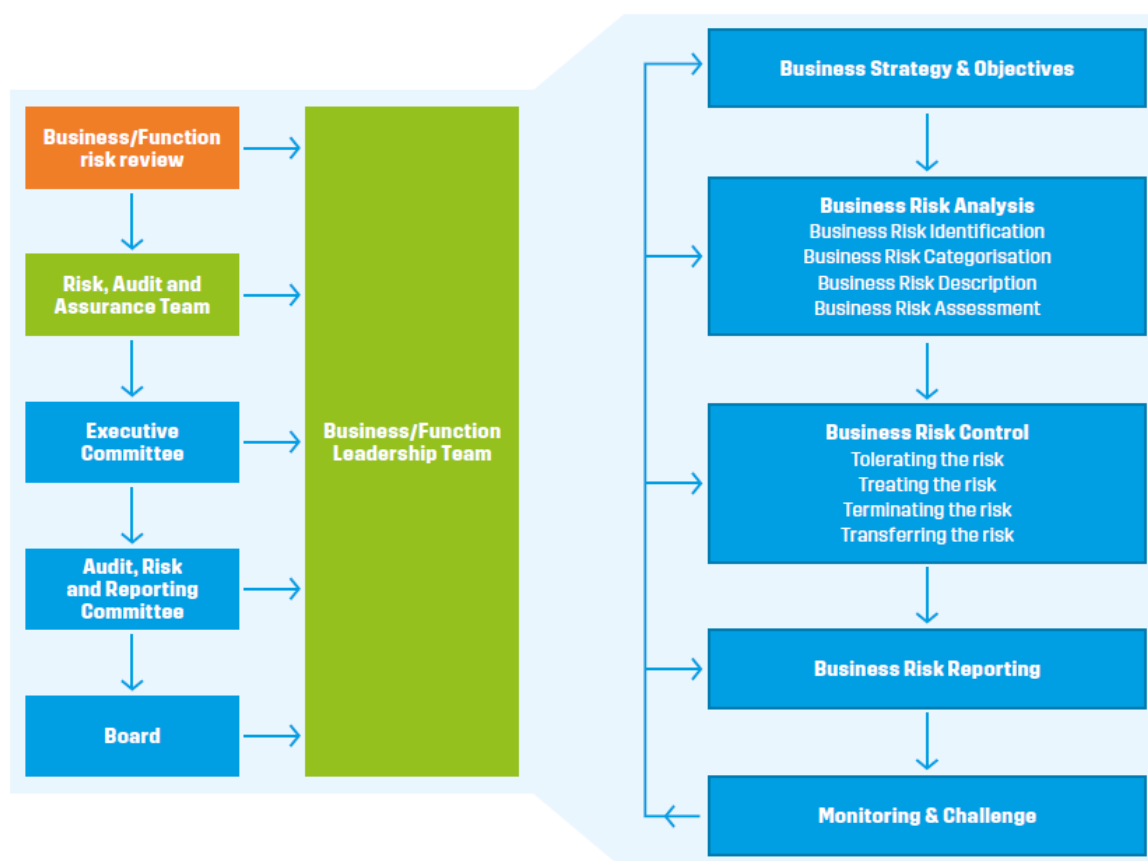 Business/Function
risk review
Risk, Audit and
Assurance Team
Executive
Committee
Audit, Risk
and Reporting
Committee
Board
Business/Function
Leadership Team
Business Strategy & Objectives
Business Risk Analysis
Business Risk Identification
Business Risk Categorisation
Business Risk Description
Business Risk Assessment
Business Risk Control
Tolerating the risk
Treating the risk
Terminating the risk
Transferring the risk
Business Risk Reporting
Monitoring & Challenge